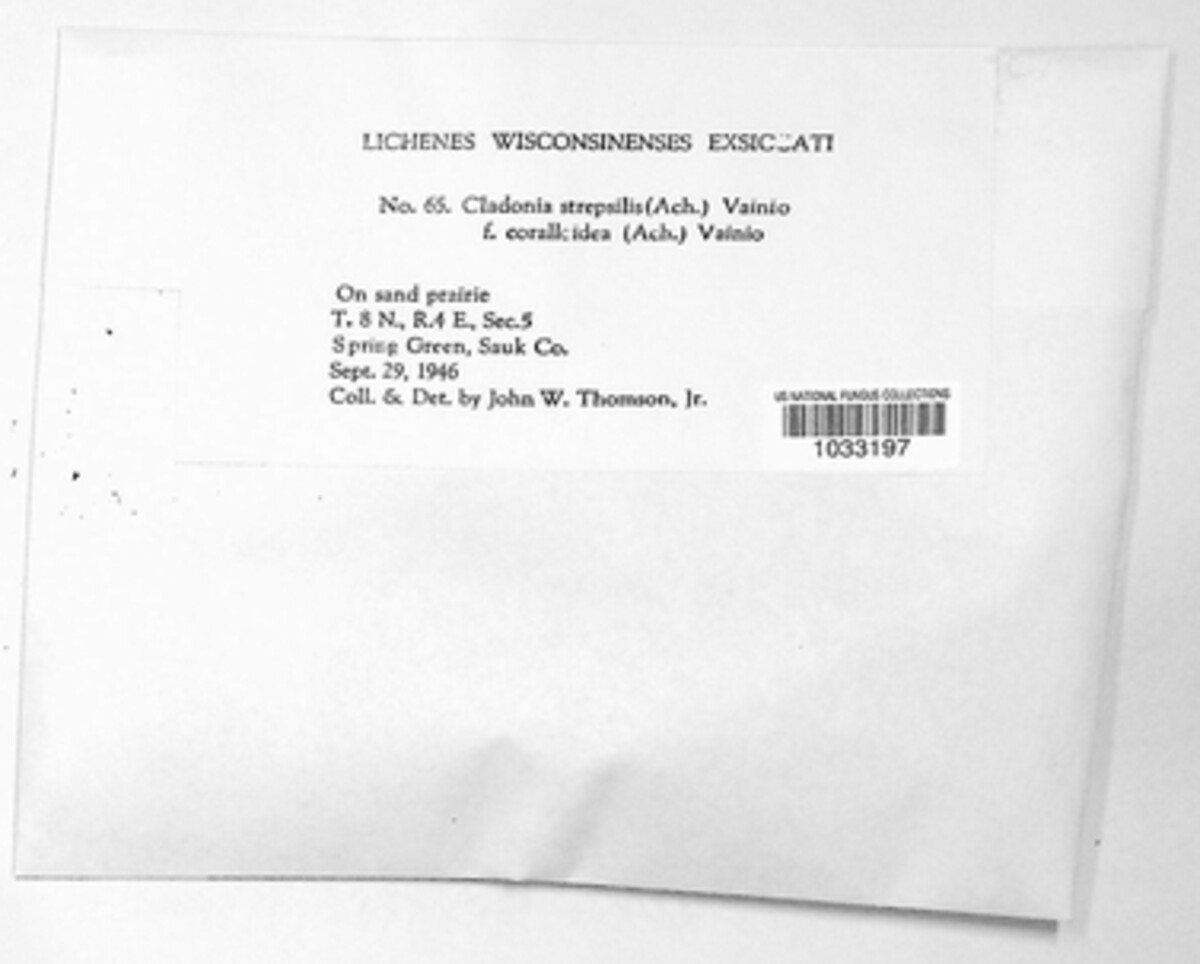 LICHENES WISCONSINENSES EXSICCATI
No. 65. Cladonia strepsilis (Ach.) Vainio
f. coralloidea (Ach.) Vainio
On sand prairie
T. 8 N., R.4 E., Sec.5
Spring Green, Sauk Co.
Sept. 29, 1946
Coll. & Det. by John W. Thomson, Jr.
US NATIONAL FUNGUS COLLECTIONS
1033197